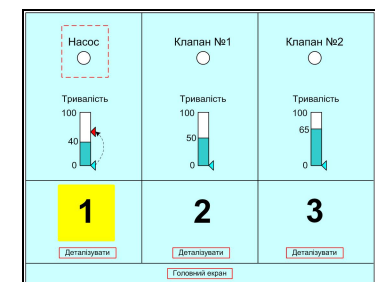 Насос Клапан №1 Клапан №2
Тривалість Тривалість Тривалість
100 100 100
65
50
40
0 0 0
1 2 3
Деталізувати Деталізувати Деталізувати
Головний екран